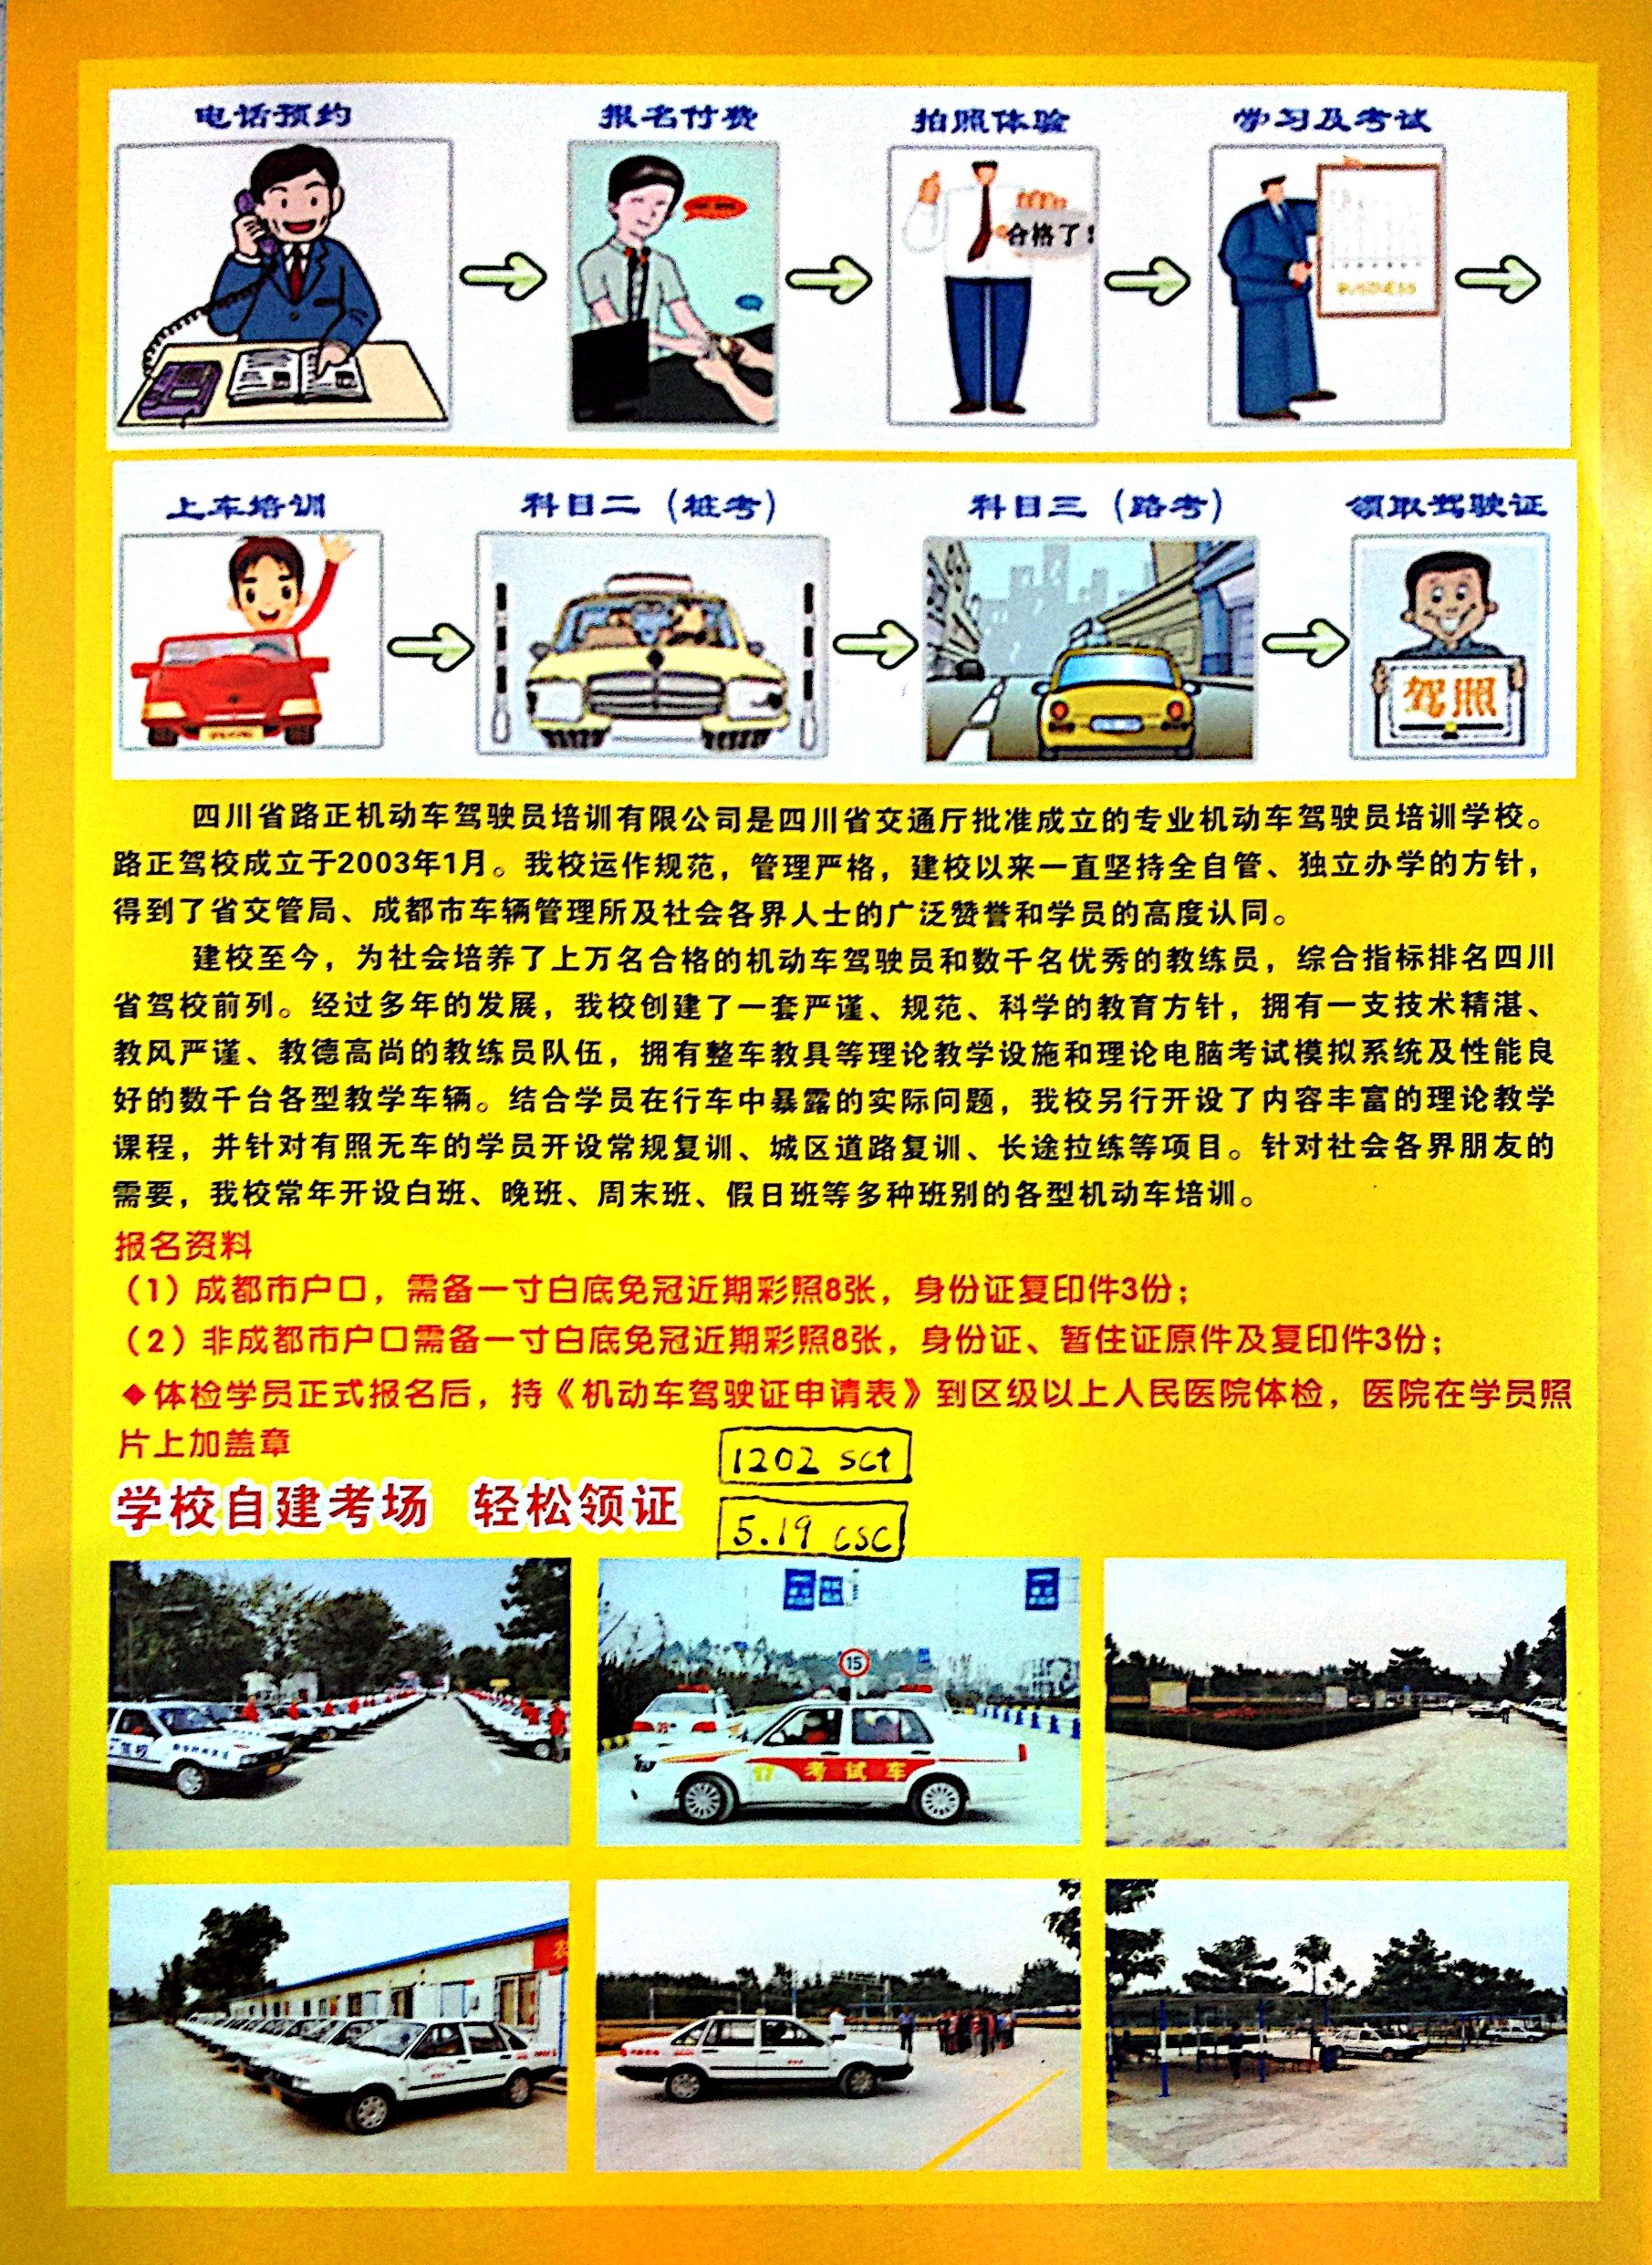 电话预约 报名付费 拍照体验 学习及考试
合格了!
BUSINESS
上车培训 科目二（桩考） 科目三（路考） 领取驾驶证
驾照
四川省路正机动车驾驶员培训有限公司是四川省交通厅批准成立的专业机动车驾驶员培训学校。
路正驾校成立于2003年1月。我校运作规范，管理严格，建校以来一直坚持全自管、独立办学的方针，
得到了省交管局、成都市车辆管理所及社会各界人士的广泛赞誉和学员的高度认同。
建校至今，为社会培养了上万名合格的机动车驾驶员和数千名优秀的教练员，综合指标排名四川
省驾校前列。经过多年的发展，我校创建了一套严谨、规范、科学的教育方针，拥有一支技术精湛、
教风严谨、教德高尚的教练员队伍，拥有整车教具等理论教学设施和理论电脑考试模拟系统及性能良
好的数千台各型教学车辆。结合学员在行车中暴露的实际问题，我校另行开设了内容丰富的理论教学
课程，并针对有照无车的学员开设常规复训、城区道路复训、长途拉练等项目。针对社会各界朋友的
需要，我校常年开设白班、晚班、周末班、假日班等多种班别的各型机动车培训。
报名资料
（1）成都市户口，需备一寸白底免冠近期彩照8张，身份证复印件3份；
（2）非成都市户口需备一寸白底免冠近期彩照8张，身份证、暂住证原件及复印件3份；
◆体检学员正式报名后，持《机动车驾驶证申请表》到区级以上人民医院体检，医院在学员照
片上加盖章
1202 sct
学校自建考场 轻松领证
5.19 csc
15
考试车